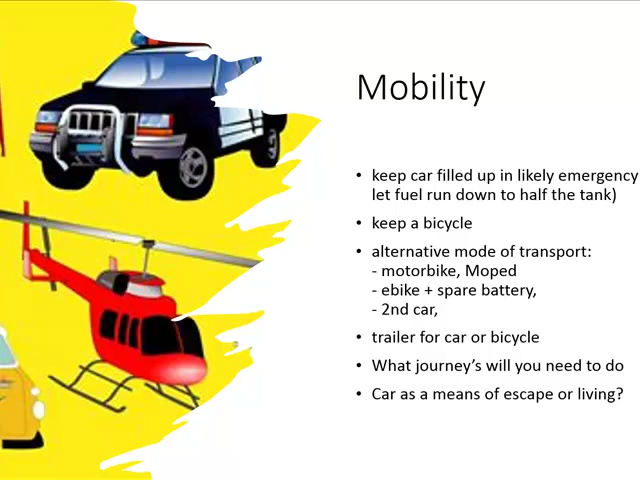 Mobility
• keep car filled up in likely emergency
let fuel run down to half the tank)
• keep a bicycle
• alternative mode of transport:
- motorbike, Moped
- ebike + spare battery,
- 2nd car,
• trailer for car or bicycle
• What journey’s will you need to do
• Car as a means of escape or living?